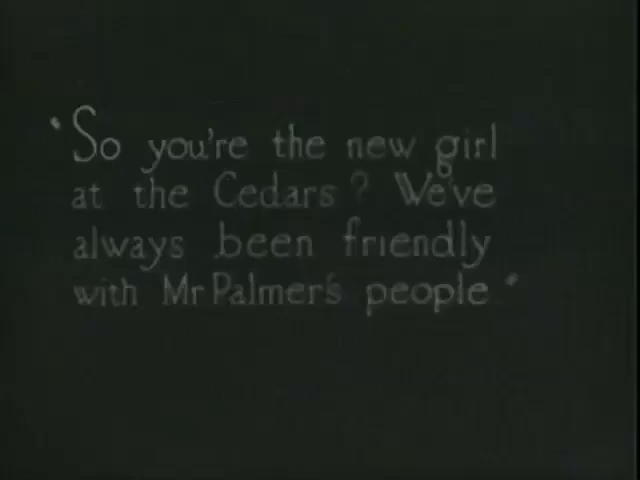 "So you're the new girl
at the Cedars? We've
always been friendly
with Mr Palmer's people"